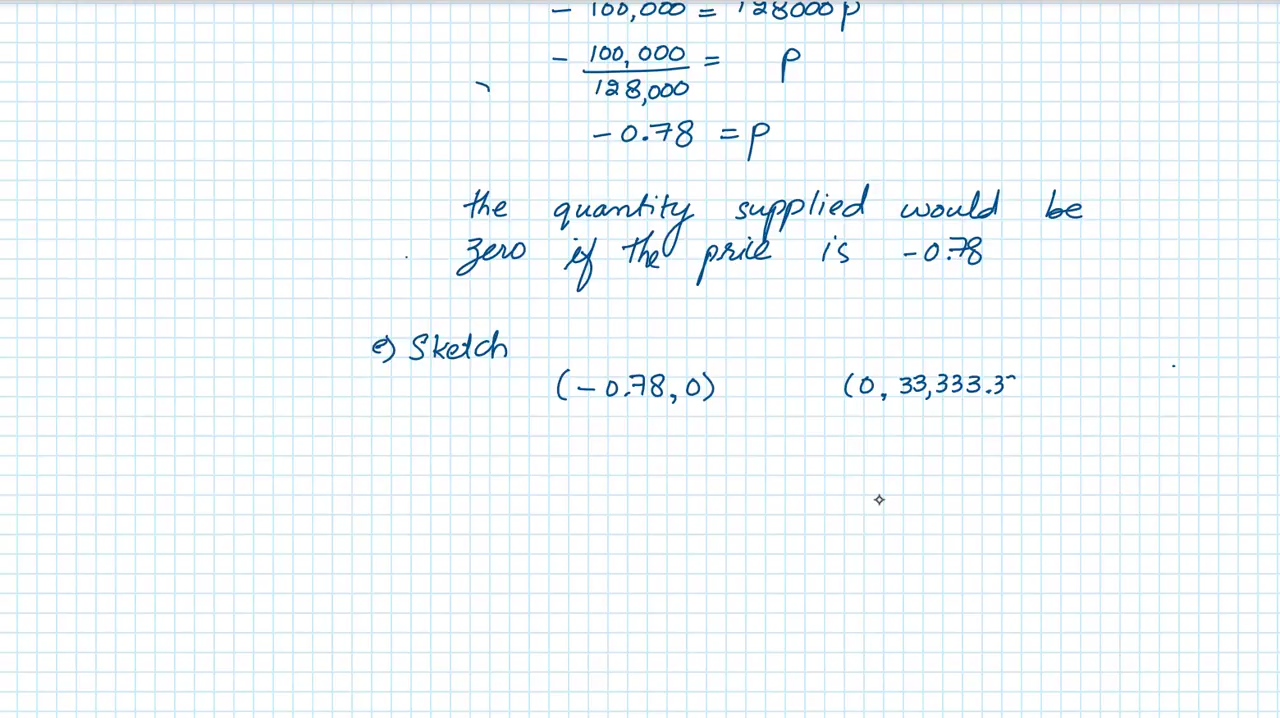 - 100,000 = 128000 p
- 100,000 / 128,000 = p
- 0.78 = p
the quantity supplied would be
zero if the price is -0.78
e) Sketch
(-0.78, 0) (0, 33,333.3